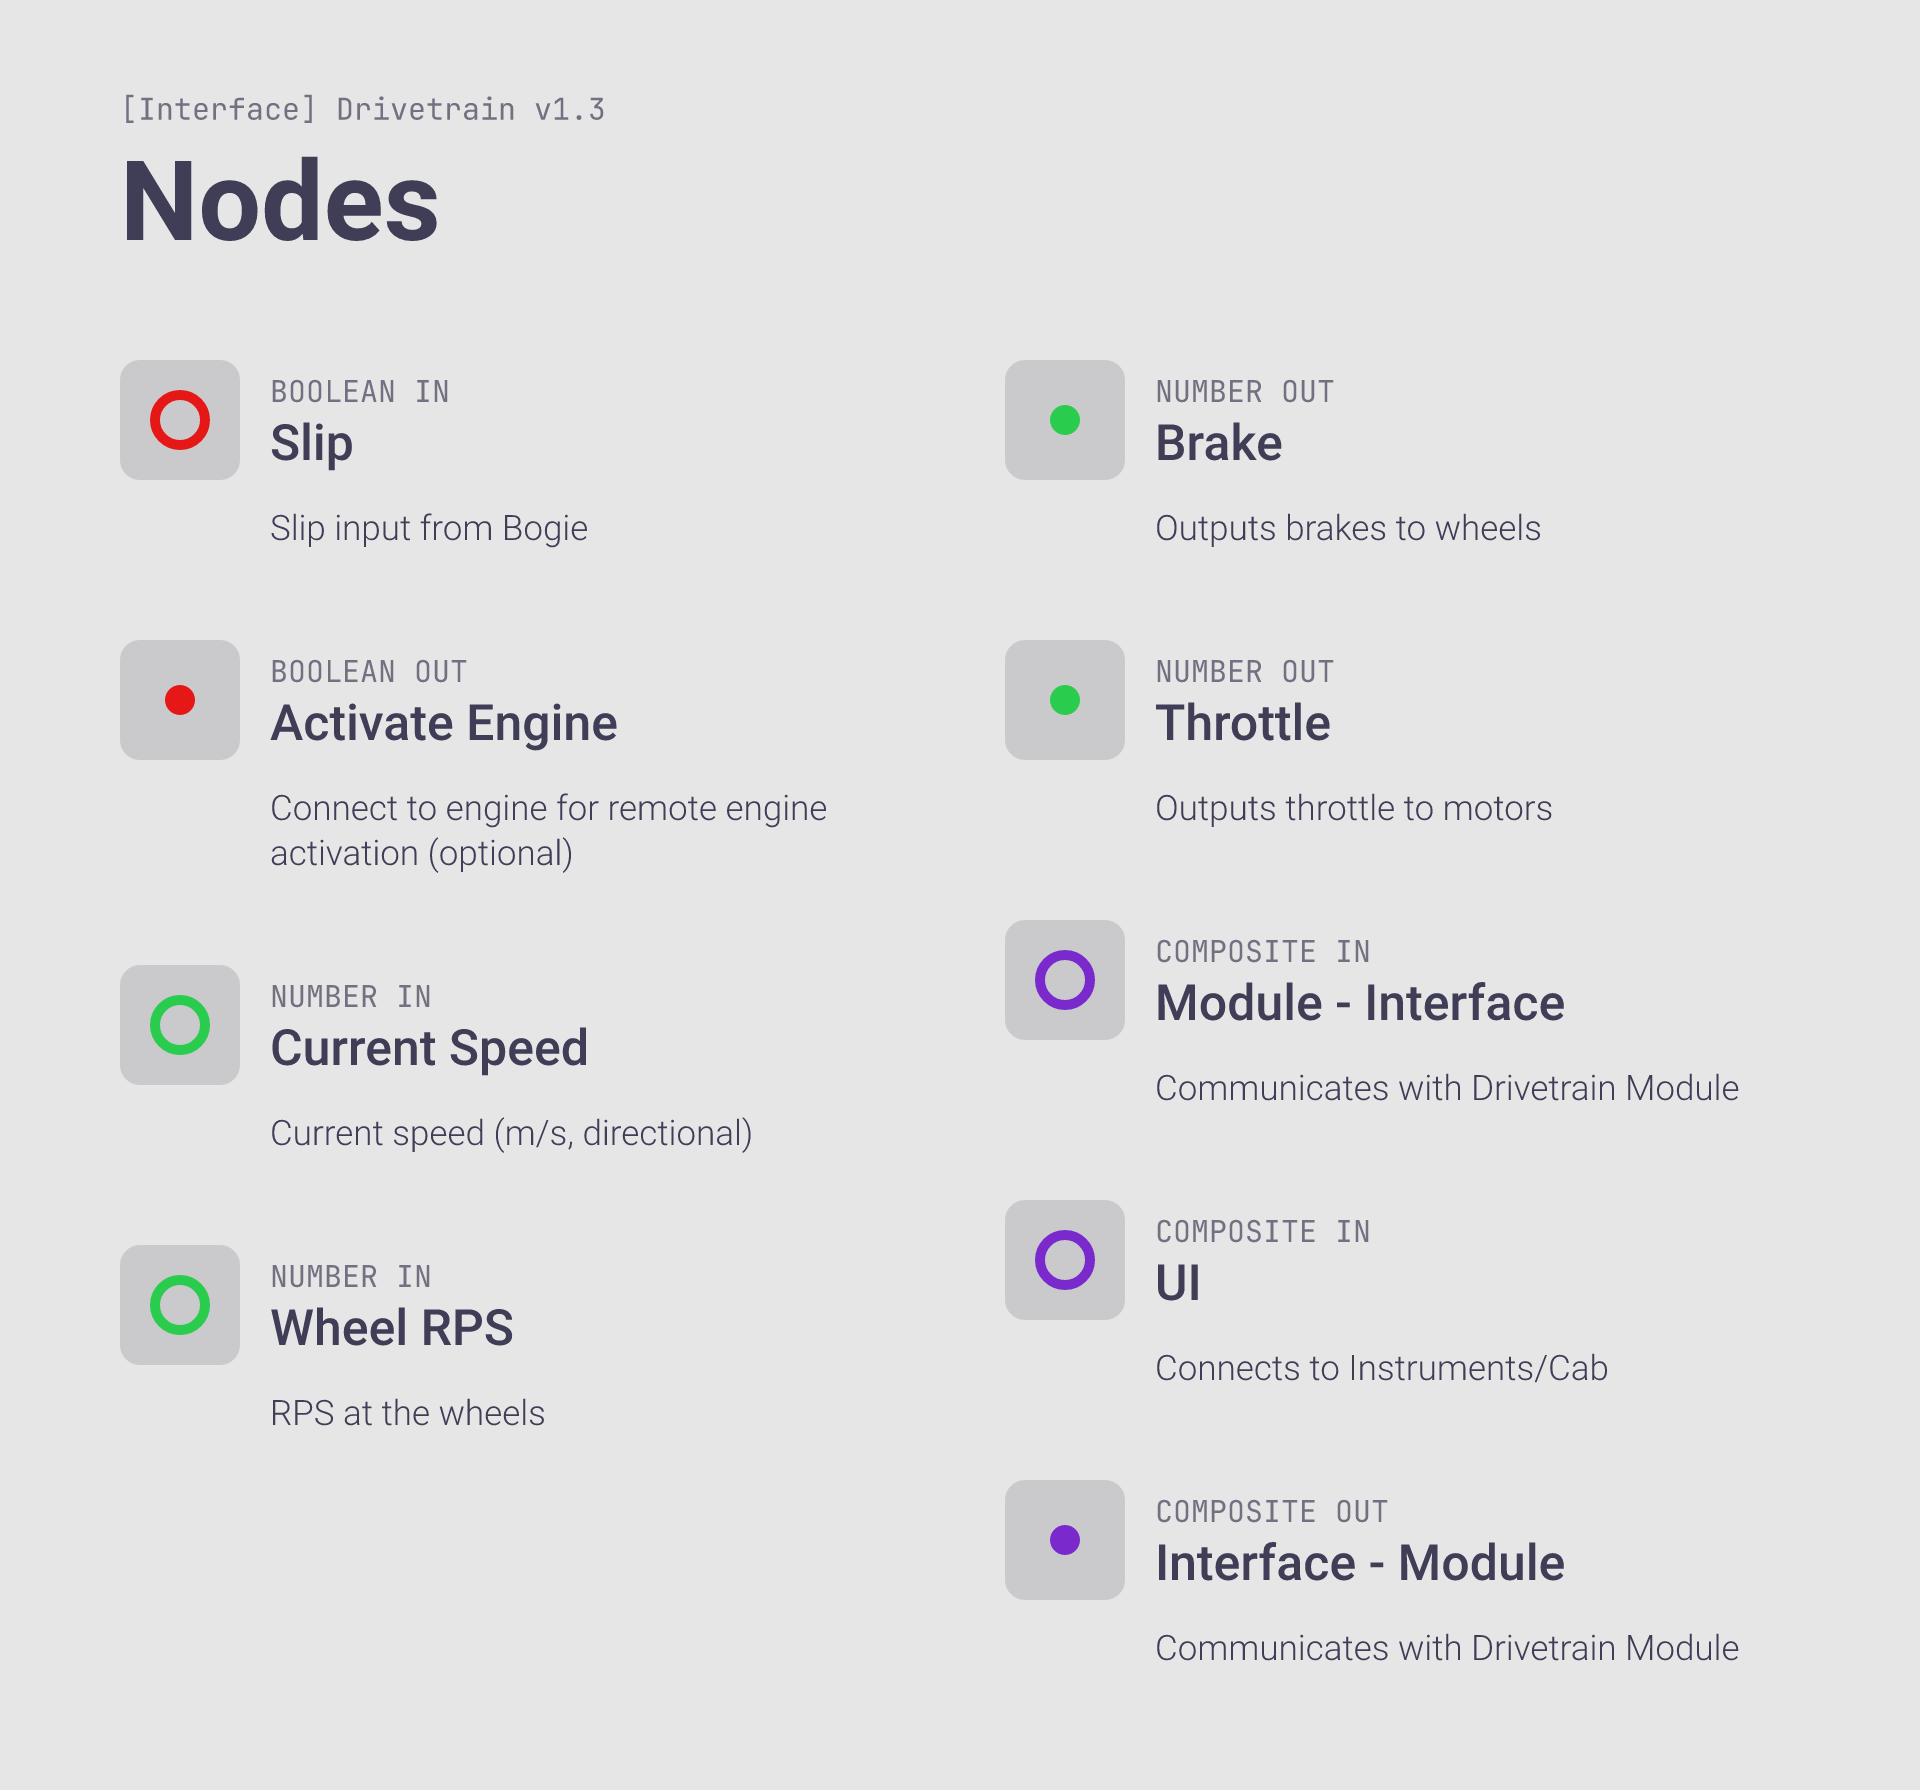 [Interface] Drivetrain v1.3
Nodes
BOOLEAN IN
Slip
Slip input from Bogie
BOOLEAN OUT
Activate Engine
Connect to engine for remote engine
activation (optional)
NUMBER IN
Current Speed
Current speed (m/s, directional)
NUMBER IN
Wheel RPS
RPS at the wheels
NUMBER OUT
Brake
Outputs brakes to wheels
NUMBER OUT
Throttle
Outputs throttle to motors
COMPOSITE IN
Module - Interface
Communicates with Drivetrain Module
COMPOSITE IN
UI
Connects to Instruments/Cab
COMPOSITE OUT
Interface - Module
Communicates with Drivetrain Module